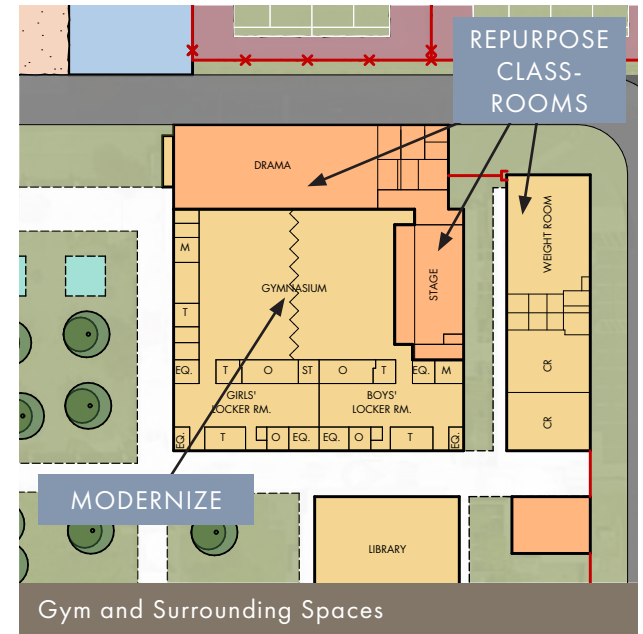 REPURPOSE
CLASS-
ROOMS
DRAMA
WEIGHT ROOM
M
GYMNASIUM
STAGE
T
EQ.
T
O
ST
O
T
EQ.
M
CR
GIRLS'
LOCKER RM.
BOYS'
LOCKER RM.
CR
EQ.
T
O
EQ.
EQ.
O
T
EQ.
MODERNIZE
LIBRARY
Gym and Surrounding Spaces